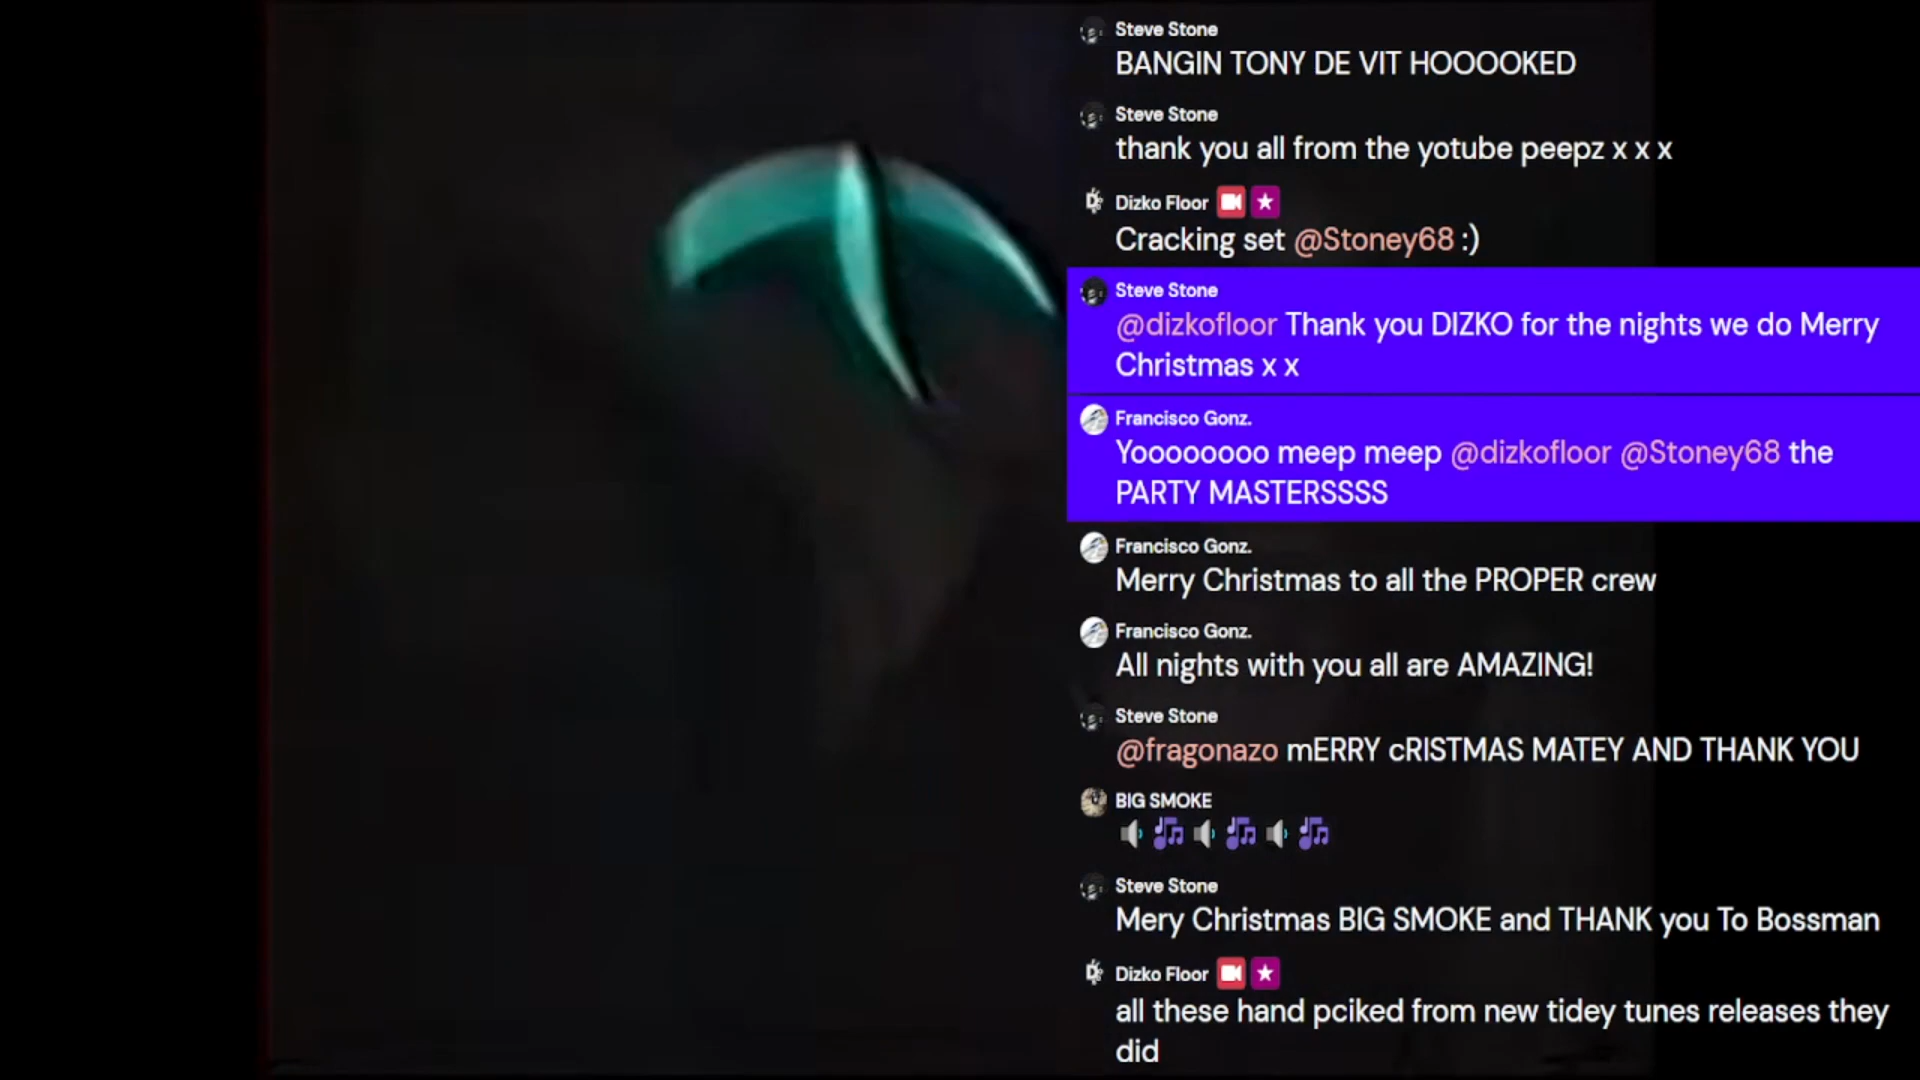 Steve Stone
BANGIN TONY DE VIT HOOOOKED
Steve Stone
thank you all from the yotube peepz x x x
Dizko Floor
Cracking set @Stoney68 :)
Steve Stone
@dizkofloor Thank you DIZKO for the nights we do Merry
Christmas x x
Francisco Gonz.
Yoooooooo meep meep @dizkofloor @Stoney68 the
PARTY MASTERSSSS
Francisco Gonz.
Merry Christmas to all the PROPER crew
Francisco Gonz.
All nights with you all are AMAZING!
Steve Stone
@fragonazo mERRY cRISTMAS MATEY AND THANK YOU
BIG SMOKE
🔈🎶🔈🎶🔈🎶
Steve Stone
Mery Christmas BIG SMOKE and THANK you To Bossman
Dizko Floor
all these hand pciked from new tidey tunes releases they
did